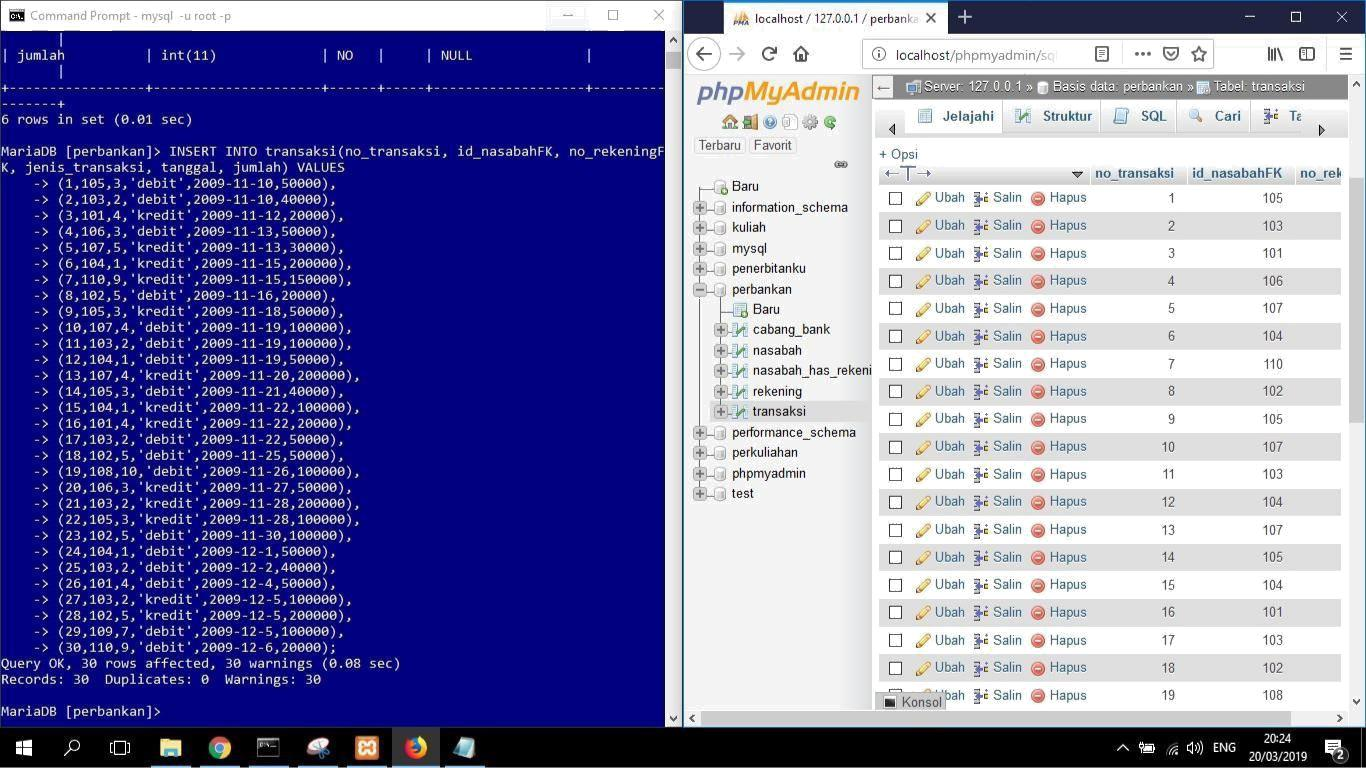 Command Prompt - mysql -u root -p
|
| jumlah | int(11) | NO | | NULL |
|
+-----------------+---------------------+------+-----+-------------------+---------
-------+
6 rows in set (0.01 sec)
MariaDB [perbankan]> INSERT INTO transaksi(no_transaksi, id_nasabahFK, no_rekeningF
K, jenis_transaksi, tanggal, jumlah) VALUES
-> (1,105,3,'debit',2009-11-10,50000),
-> (2,103,2,'debit',2009-11-10,40000),
-> (3,101,4,'kredit',2009-11-12,20000),
-> (4,106,3,'debit',2009-11-13,50000),
-> (5,107,5,'kredit',2009-11-13,30000),
-> (6,104,1,'kredit',2009-11-15,200000),
-> (7,110,9,'kredit',2009-11-15,150000),
-> (8,102,5,'debit',2009-11-16,20000),
-> (9,105,3,'kredit',2009-11-18,50000),
-> (10,107,4,'debit',2009-11-19,100000),
-> (11,103,2,'debit',2009-11-19,100000),
-> (12,104,1,'debit',2009-11-19,50000),
-> (13,107,4,'kredit',2009-11-20,200000),
-> (14,105,3,'debit',2009-11-21,40000),
-> (15,104,1,'kredit',2009-11-22,100000),
-> (16,101,4,'kredit',2009-11-22,20000),
-> (17,103,2,'debit',2009-11-22,50000),
-> (18,102,5,'debit',2009-11-25,50000),
-> (19,108,10,'debit',2009-11-26,100000),
-> (20,106,3,'kredit',2009-11-27,50000),
-> (21,103,2,'kredit',2009-11-28,200000),
-> (22,105,3,'kredit',2009-11-28,100000),
-> (23,102,5,'debit',2009-11-30,100000),
-> (24,104,1,'debit',2009-12-1,50000),
-> (25,103,2,'debit',2009-12-2,40000),
-> (26,101,4,'debit',2009-12-4,50000),
-> (27,103,2,'kredit',2009-12-5,100000),
-> (28,102,5,'kredit',2009-12-5,200000),
-> (29,109,7,'debit',2009-12-5,100000),
-> (30,110,9,'debit',2009-12-6,20000);
Query OK, 30 rows affected, 30 warnings (0.08 sec)
Records: 30 Duplicates: 0 Warnings: 30
MariaDB [perbankan]>
localhost / 127.0.0.1 / perbanka
localhost/phpmyadmin/sql
phpMyAdmin
Terbaru Favorit
Baru
information_schema
kuliah
mysql
penerbitanku
perbankan
Baru
cabang_bank
nasabah
nasabah_has_rekeni
rekening
transaksi
performance_schema
perkuliahan
phpmyadmin
test
Server: 127.0.0.1 » Basis data: perbankan » Tabel: transaksi
Jelajahi Struktur SQL Cari Ta
+ Opsi
←T→ no_transaksi id_nasabahFK no_rek
Ubah Salin Hapus 1 105
Ubah Salin Hapus 2 103
Ubah Salin Hapus 3 101
Ubah Salin Hapus 4 106
Ubah Salin Hapus 5 107
Ubah Salin Hapus 6 104
Ubah Salin Hapus 7 110
Ubah Salin Hapus 8 102
Ubah Salin Hapus 9 105
Ubah Salin Hapus 10 107
Ubah Salin Hapus 11 103
Ubah Salin Hapus 12 104
Ubah Salin Hapus 13 107
Ubah Salin Hapus 14 105
Ubah Salin Hapus 15 104
Ubah Salin Hapus 16 101
Ubah Salin Hapus 17 103
Ubah Salin Hapus 18 102
Ubah Salin Hapus 19 108
Konsol
ENG
20:24
20/03/2019
2